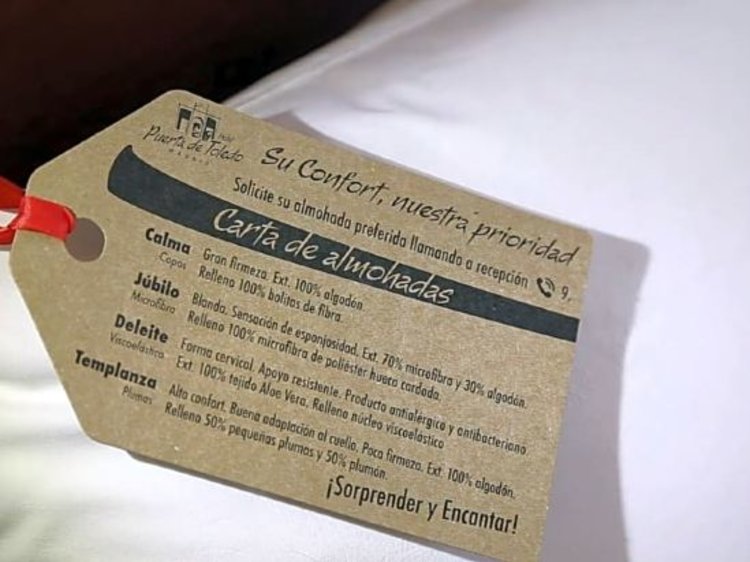 Hotel
Puerta de Toledo
MADRID
Su Confort, nuestra prioridad
Solicite su almohada preferida llamando a recepción 9.
Carta de almohadas
Calma Gran firmeza. Ext. 100% algodón.
Copos Relleno 100% bolitas de fibra.
Júbilo Blanda. Sensación de esponjosidad. Ext. 70% microfibra y 30% algodón.
Microfibra Relleno 100% microfibra de poliéster hueco cardada.
Deleite Forma cervical. Apoyo resistente. Producto antialérgico y antibacteriano.
Viscoelástica Ext. 100% tejido Aloe Vera. Relleno núcleo viscoelástico
Templanza Alto confort. Buena adaptación al cuello. Poca firmeza. Ext. 100% algodón.
Plumas Relleno 50% pequeñas plumas y 50% plumón.
¡Sorprender y Encantar!